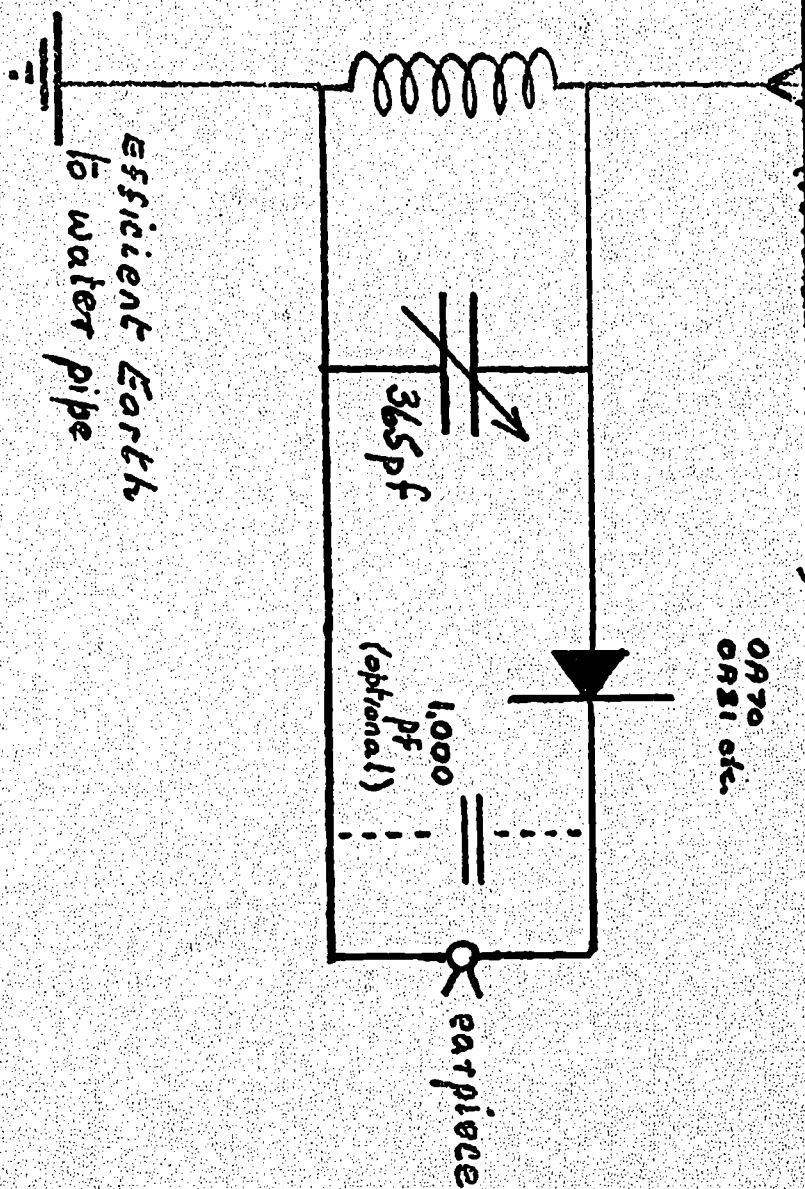 OA70
OA81 etc.
365pf
1,000
pf
(optional)
earpiece
Efficient Earth
To water pipe